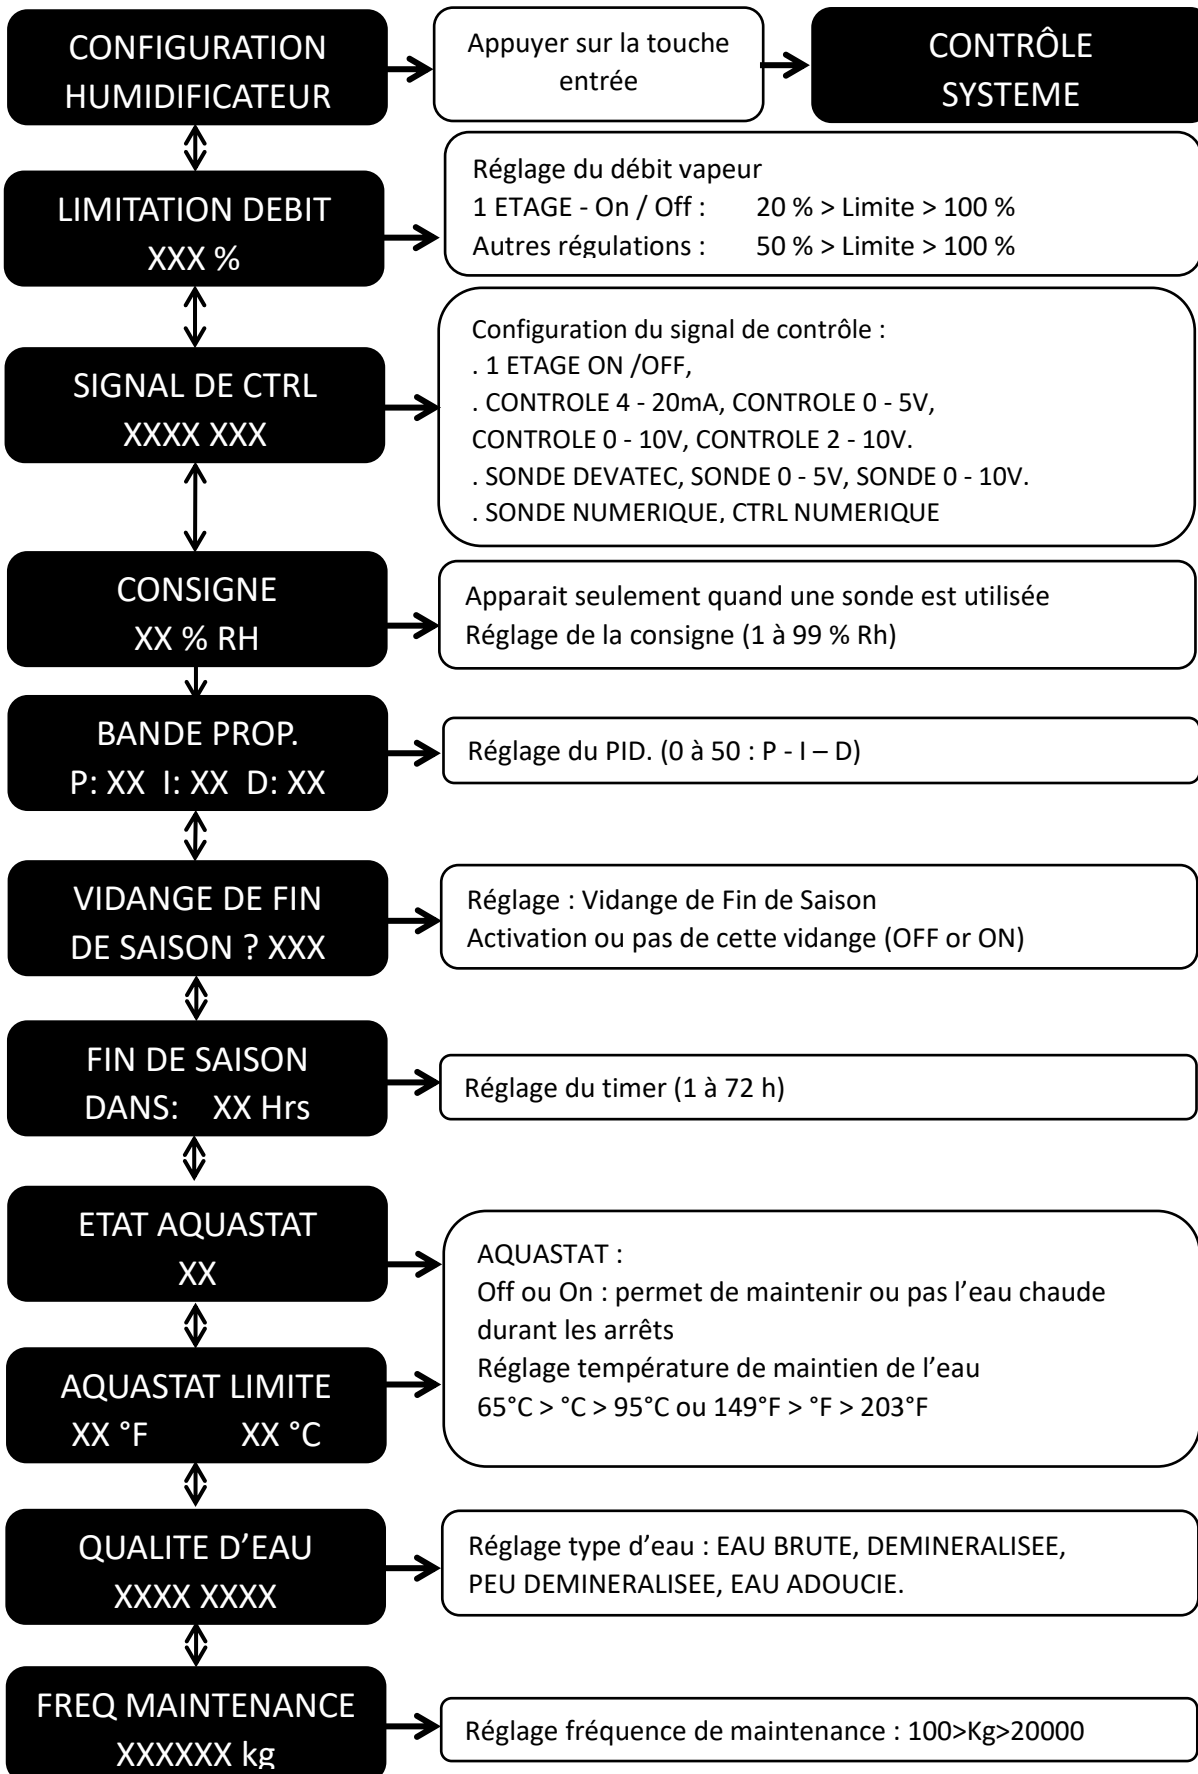 CONFIGURATION
HUMIDIFICATEUR
Appuyer sur la touche
entrée
CONTRÔLE
SYSTEME
LIMITATION DEBIT
XXX %
Réglage du débit vapeur
1 ETAGE - On / Off : 20 % > Limite > 100 %
Autres régulations : 50 % > Limite > 100 %
SIGNAL DE CTRL
XXXX XXX
Configuration du signal de contrôle :
. 1 ETAGE ON /OFF,
. CONTROLE 4 - 20mA, CONTROLE 0 - 5V,
CONTROLE 0 - 10V, CONTROLE 2 - 10V.
. SONDE DEVATEC, SONDE 0 - 5V, SONDE 0 - 10V.
. SONDE NUMERIQUE, CTRL NUMERIQUE
CONSIGNE
XX % RH
Apparait seulement quand une sonde est utilisée
Réglage de la consigne (1 à 99 % Rh)
BANDE PROP.
P: XX I: XX D: XX
Réglage du PID. (0 à 50 : P - I – D)
VIDANGE DE FIN
DE SAISON ? XXX
Réglage : Vidange de Fin de Saison
Activation ou pas de cette vidange (OFF or ON)
FIN DE SAISON
DANS: XX Hrs
Réglage du timer (1 à 72 h)
ETAT AQUASTAT
XX
AQUASTAT :
Off ou On : permet de maintenir ou pas l’eau chaude
durant les arrêts
Réglage température de maintien de l’eau
65°C > °C > 95°C ou 149°F > °F > 203°F
AQUASTAT LIMITE
XX °F XX °C
QUALITE D’EAU
XXXX XXXX
Réglage type d’eau : EAU BRUTE, DEMINERALISEE,
PEU DEMINERALISEE, EAU ADOUCIE.
FREQ MAINTENANCE
XXXXXX kg
Réglage fréquence de maintenance : 100>Kg>20000